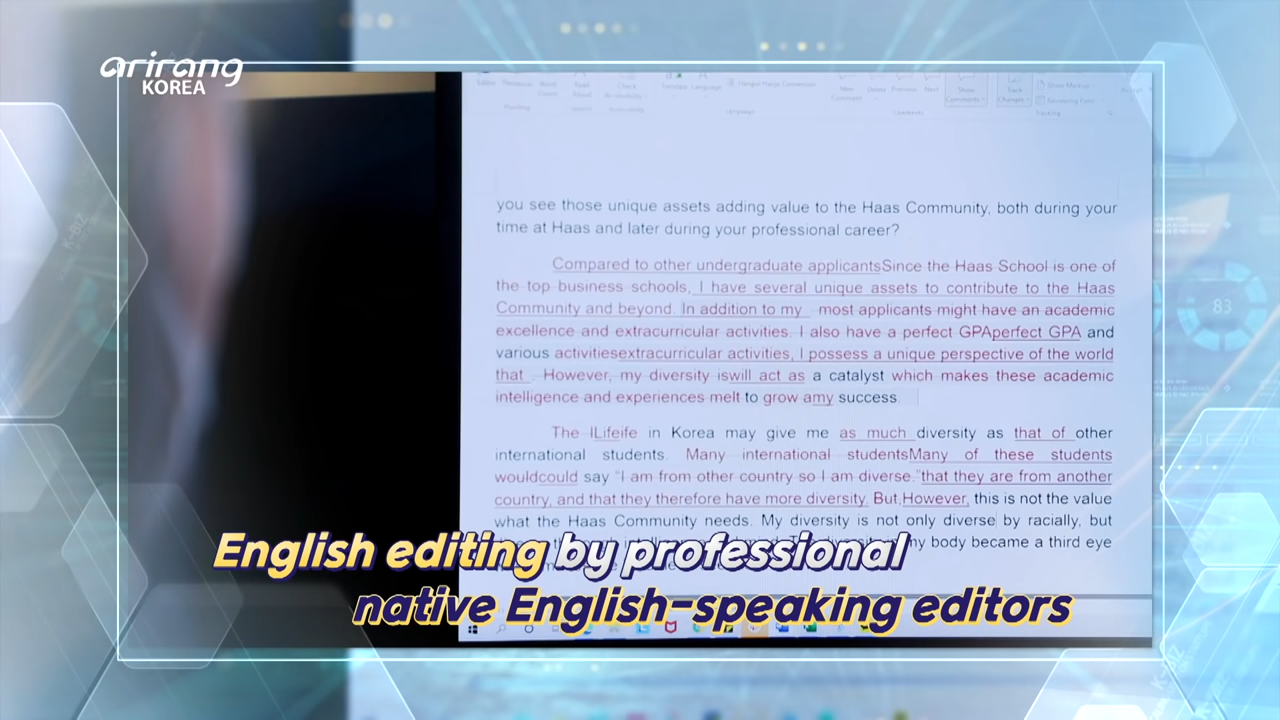 arirang
KOREA
Show
Comments
Track
Changes
you see those unique assets adding value to the Haas Community, both during your
time at Haas and later during your professional career?
Compared to other undergraduate applicantsSince the Haas School is one of
the top business schools, I have several unique assets to contribute to the Haas
Community and beyond. In addition to my most applicants might have an academic
excellence and extracurricular activities. I also have a perfect GPAperfect GPA and
various activitiesextracurricular activities, I possess a unique perspective of the world
that . However, my diversity iswill act as a catalyst which makes these academic
intelligence and experiences melt to grow amy success.
The lLifeife in Korea may give me as much diversity as that of other
international students. Many international studentsMany of these students
wouldcould say "I am from other country so I am diverse."that they are from another
country, and that they therefore have more diversity. But,However, this is not the value
what the Haas Community needs. My diversity is not only diverse by racially, but
my body became a third eye
English editing by professional
native English-speaking editors
83
K-BIZ